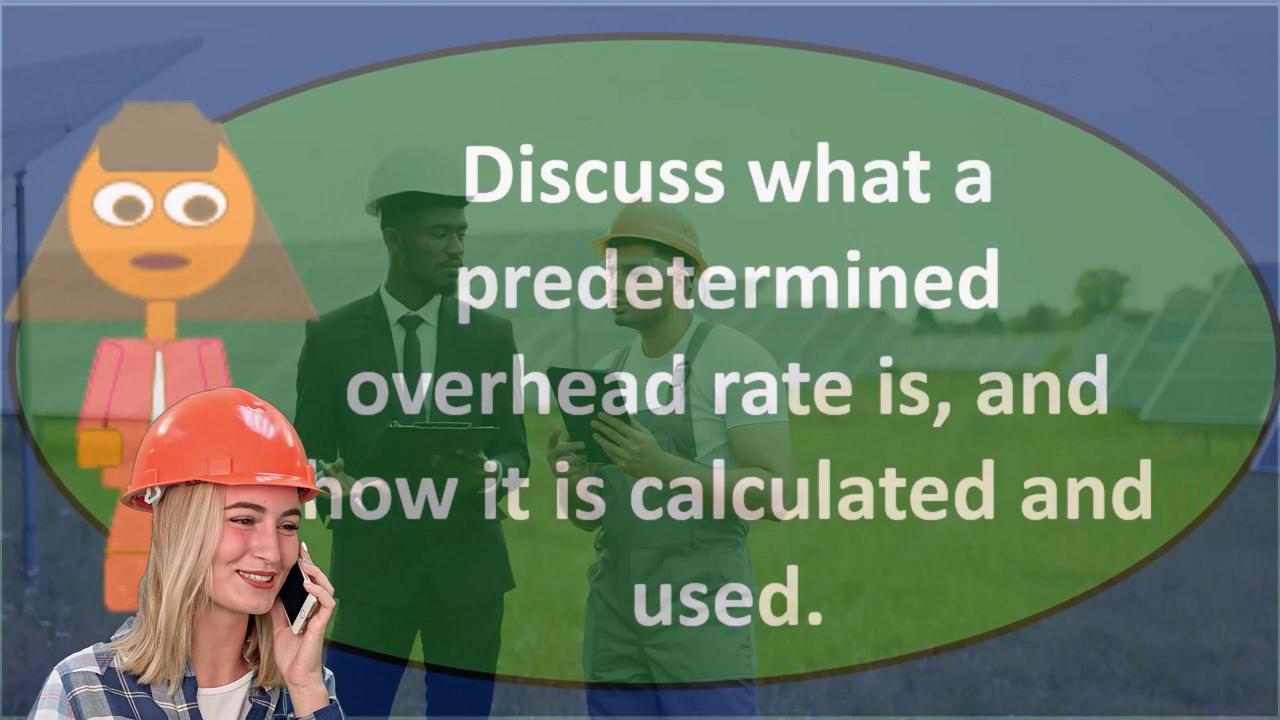 Discuss what a
predetermined
overhead rate is, and
how it is calculated and
used.